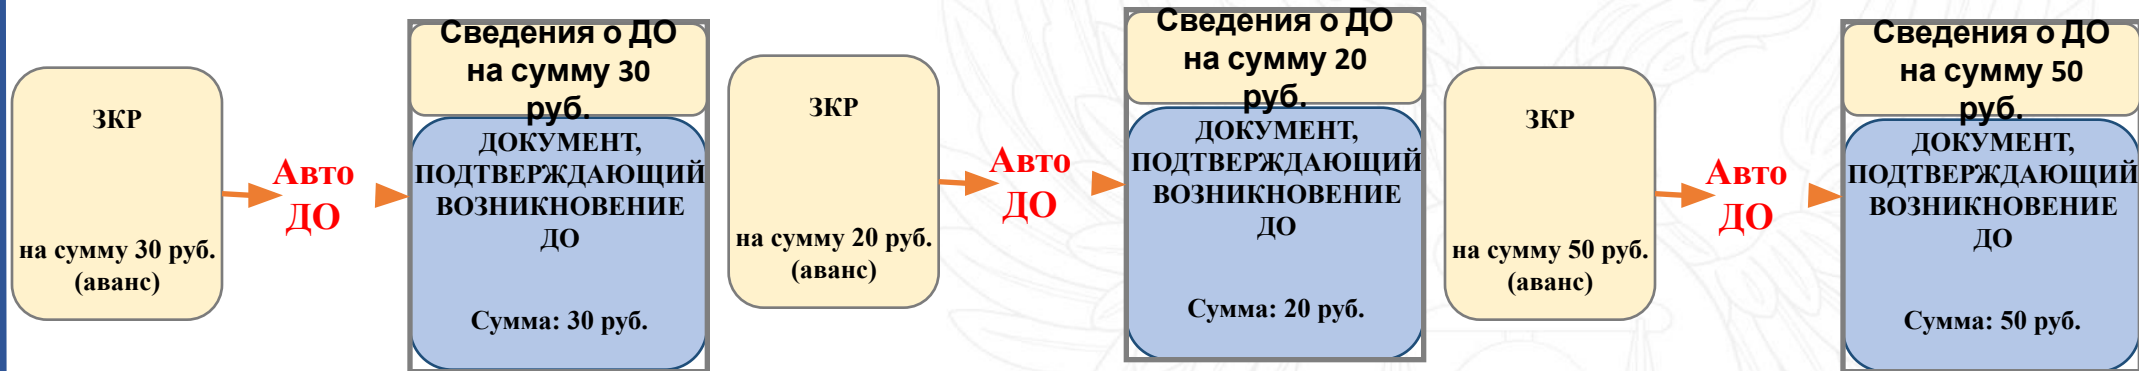 ЗКР
на сумму 30 руб.
(аванс)
Авто
ДО
Сведения о ДО
на сумму 30
руб.
ДОКУМЕНТ,
ПОДТВЕРЖДАЮЩИЙ
ВОЗНИКНОВЕНИЕ
ДО
Сумма: 30 руб.
ЗКР
на сумму 20 руб.
(аванс)
Авто
ДО
Сведения о ДО
на сумму 20
руб.
ДОКУМЕНТ,
ПОДТВЕРЖДАЮЩИЙ
ВОЗНИКНОВЕНИЕ
ДО
Сумма: 20 руб.
ЗКР
на сумму 50 руб.
(аванс)
Авто
ДО
Сведения о ДО
на сумму 50
руб.
ДОКУМЕНТ,
ПОДТВЕРЖДАЮЩИЙ
ВОЗНИКНОВЕНИЕ
ДО
Сумма: 50 руб.